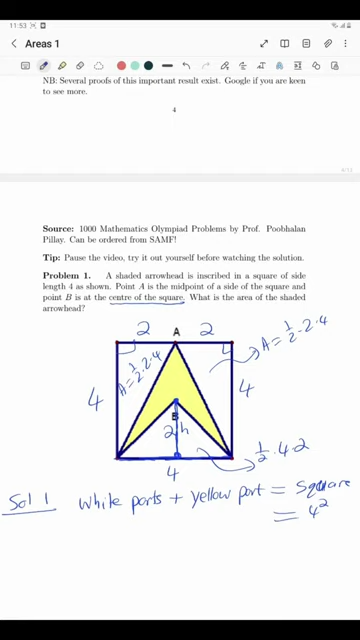 11:53
84%
Areas 1
NB: Several proofs of this important result exist. Google if you are keen
to see more.
4
4/13
Source: 1000 Mathematics Olympiad Problems by Prof. Poobhalan
Pillay. Can be ordered from SAMF!
Tip: Pause the video, try it out yourself before watching the solution.
Problem 1. A shaded arrowhead is inscribed in a square of side
length 4 as shown. Point A is the midpoint of a side of the square and
point B is at the centre of the square. What is the area of the shaded
arrowhead?
2 A 2
A = 1/2 · 2 · 4
A = 1/2 · 2 · 4
4 4
B
2 h
1/2 · 4 · 2
4
Sol 1 White parts + yellow part = Square
= 4²